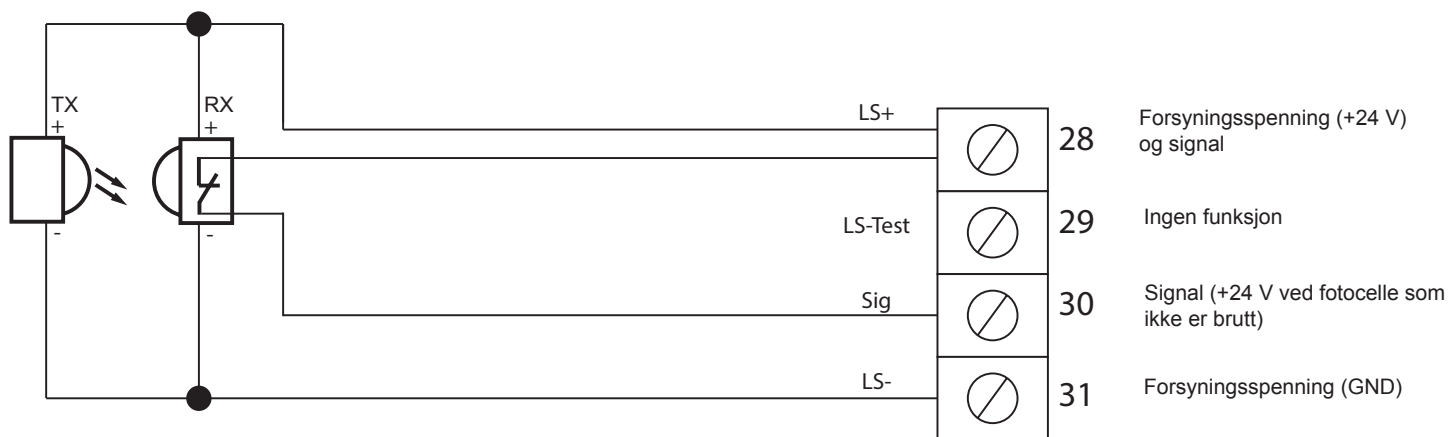 TX
+
-
RX
+
-
LS+
28
Forsyningsspenning (+24 V)
og signal
LS-Test
29
Ingen funksjon
Sig
30
Signal (+24 V ved fotocelle som
ikke er brutt)
LS-
31
Forsyningsspenning (GND)